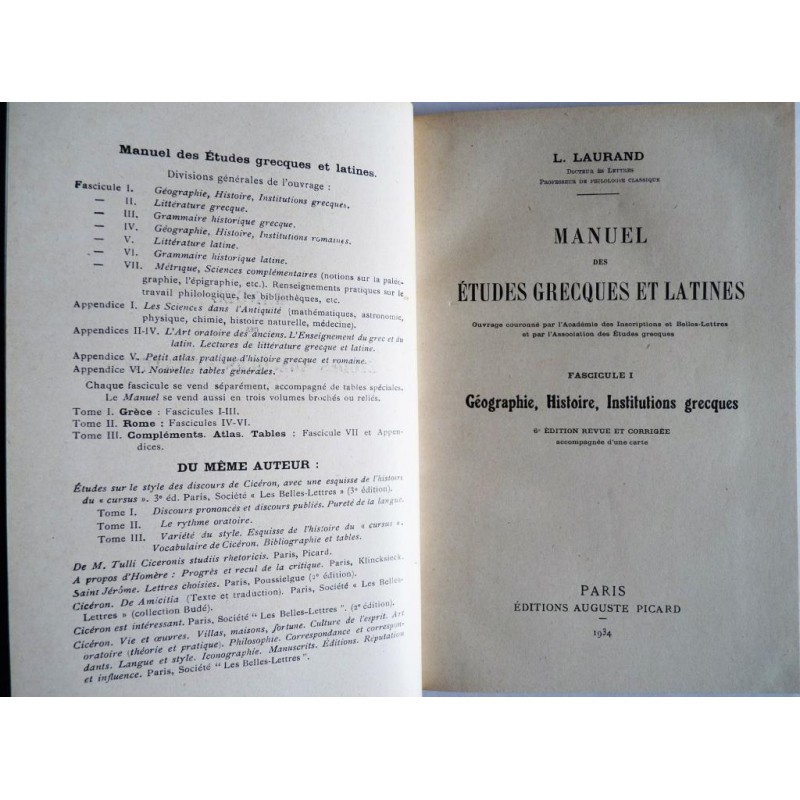 Manuel des Études grecques et latines.
Divisions générales de l'ouvrage :
Fascicule I. Géographie, Histoire, Institutions grecques.
— II. Littérature grecque.
— III. Grammaire historique grecque.
— IV. Géographie, Histoire, Institutions romaines.
— V. Littérature latine.
— VI. Grammaire historique latine.
— VII. Métrique, Sciences complémentaires (notions sur la paléo-
graphie, l'épigraphie, etc.). Renseignements pratiques sur le
travail philologique, les bibliothèques, etc.
Appendice I. Les Sciences dans l'Antiquité (mathématiques, astronomie,
physique, chimie, histoire naturelle, médecine).
Appendices II-IV. L'Art oratoire des anciens. L'Enseignement du grec et du
latin. Lectures de littérature grecque et latine.
Appendice V. Petit atlas pratique d'histoire grecque et romaine.
Appendice VI. Nouvelles tables générales.
Chaque fascicule se vend séparément, accompagné de tables spéciales.
Le Manuel se vend aussi en trois volumes brochés ou reliés.
Tome I. Grèce : Fascicules I-III.
Tome II. Rome : Fascicules IV-VI.
Tome III. Compléments. Atlas. Tables : Fascicule VII et Appen-
dices.
DU MÊME AUTEUR :
Études sur le style des discours de Cicéron, avec une esquisse de l'histoire
du « cursus ». 3e éd. Paris, Société « Les Belles-Lettres » (3e édition).
Tome I. Discours prononcés et discours publiés. Pureté de la langue.
Tome II. Le rythme oratoire.
Tome III. Variété du style. Esquisse de l'histoire du « cursus ».
Vocabulaire de Cicéron. Bibliographie et tables.
De M. Tulli Ciceronis studiis rhetoricis. Paris, Picard.
A propos d'Homère : Progrès et recul de la critique. Paris, Klincksieck.
Saint Jérôme. Lettres choisies. Paris, Poussielgue (2e édition).
Cicéron. De Amicitia (Texte et traduction). Paris, Société « Les Belles-
Lettres » (collection Budé).
Cicéron est intéressant. Paris, Société " Les Belles-Lettres ". (2e édition).
Cicéron. Vie et œuvres. Villas, maisons, fortune. Culture de l'esprit. Art
oratoire (théorie et pratique). Philosophie. Correspondance et correspon-
dants. Langue et style. Iconographie. Manuscrits. Éditions. Réputation
et influence. Paris, Société " Les Belles-Lettres ".
L. LAURAND
DOCTEUR ÈS LETTRES
PROFESSEUR DE PHILOLOGIE CLASSIQUE
MANUEL
DES
ÉTUDES GRECQUES ET LATINES
Ouvrage couronné par l'Académie des Inscriptions et Belles-Lettres
et par l'Association des Études grecques
FASCICULE I
Géographie, Histoire, Institutions grecques
6e ÉDITION REVUE ET CORRIGÉE
accompagnée d'une carte
PARIS
ÉDITIONS AUGUSTE PICARD
1934